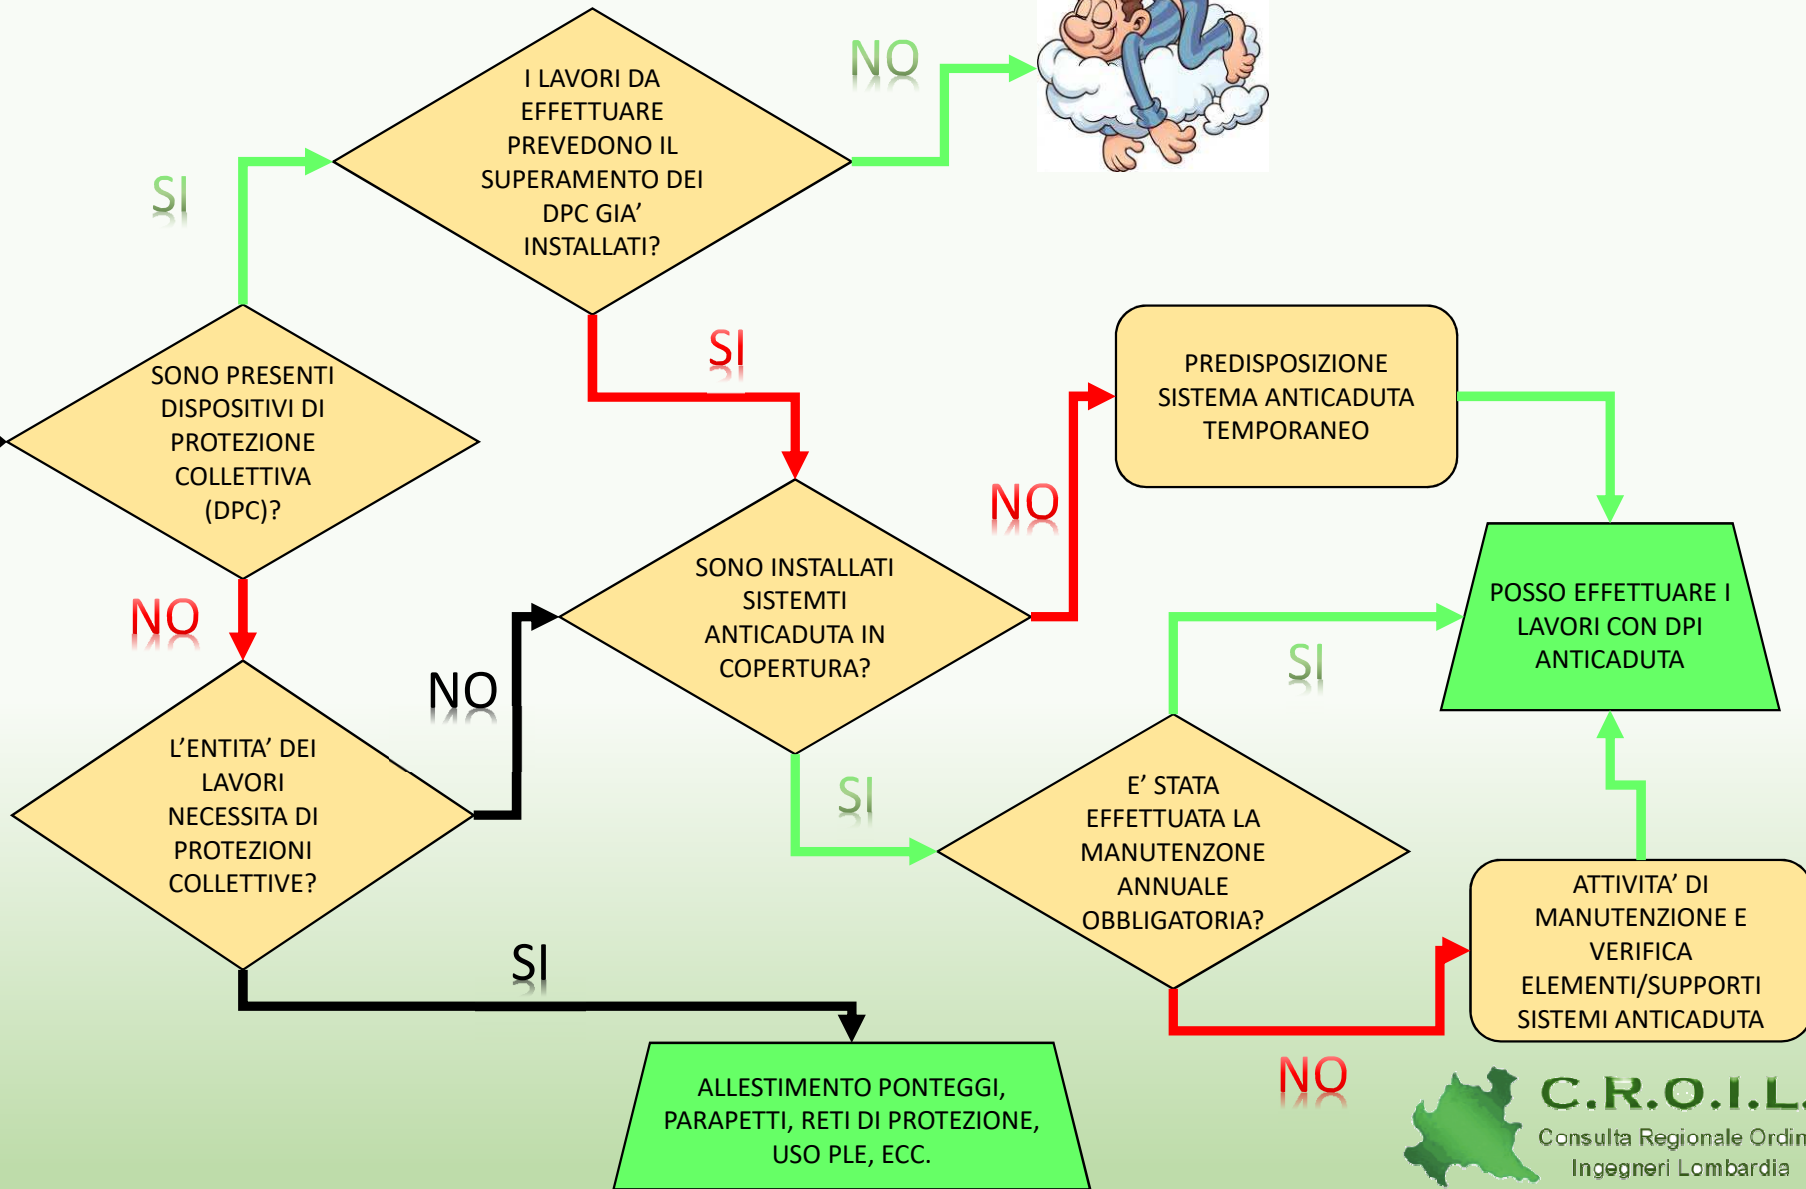 I LAVORI DA
EFFETTUARE
PREVEDONO IL
SUPERAMENTO DEI
DPC GIA’
INSTALLATI?
NO
SI
SI
SONO PRESENTI
DISPOSITIVI DI
PROTEZIONE
COLLETTIVA
(DPC)?
PREDISPOSIZIONE
SISTEMA ANTICADUTA
TEMPORANEO
NO
SONO INSTALLATI
SISTEMTI
ANTICADUTA IN
COPERTURA?
NO
POSSO EFFETTUARE I
LAVORI CON DPI
ANTICADUTA
NO
SI
L’ENTITA’ DEI
LAVORI
NECESSITA DI
PROTEZIONI
COLLETTIVE?
SI
E’ STATA
EFFETTUATA LA
MANUTENZONE
ANNUALE
OBBLIGATORIA?
ATTIVITA’ DI
MANUTENZIONE E
VERIFICA
ELEMENTI/SUPPORTI
SISTEMI ANTICADUTA
SI
NO
ALLESTIMENTO PONTEGGI,
PARAPETTI, RETI DI PROTEZIONE,
USO PLE, ECC.
C.R.O.I.L.
Consulta Regionale Ordin
Ingegneri Lombardia